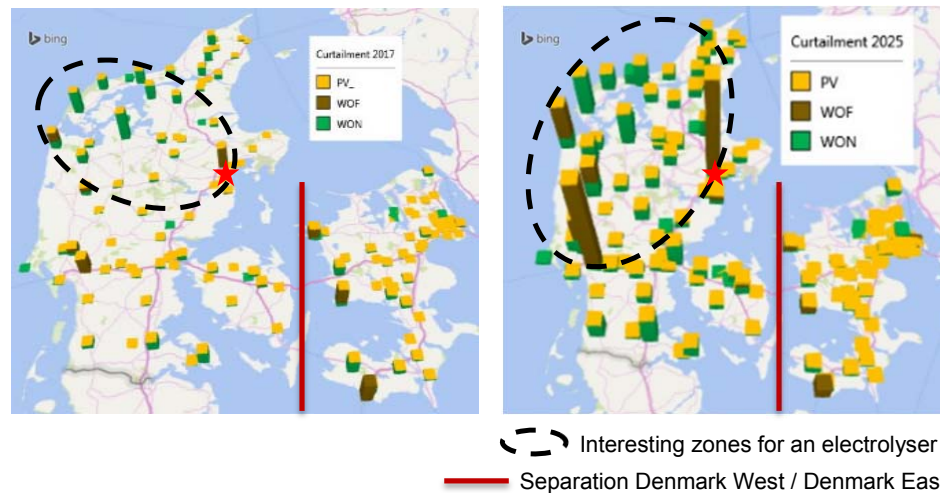 bing
Curtailment 2017
PV_
WOF
WON
bing
Curtailment 2025
PV
WOF
WON
Interesting zones for an electrolyser
Separation Denmark West / Denmark Eas